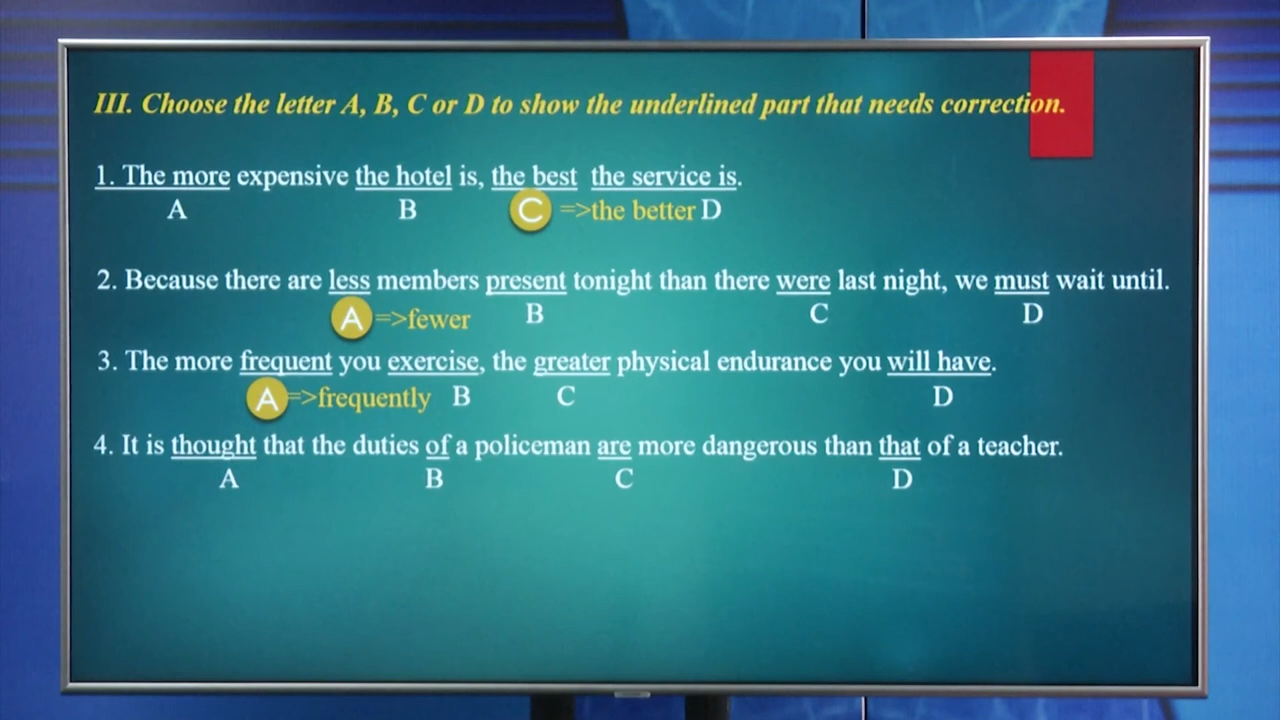 III. Choose the letter A, B, C or D to show the underlined part that needs correction.
1. The more expensive the hotel is, the best the service is.
A B C =>the better D
2. Because there are less members present tonight than there were last night, we must wait until.
A =>fewer B C D
3. The more frequent you exercise, the greater physical endurance you will have.
A =>frequently B C D
4. It is thought that the duties of a policeman are more dangerous than that of a teacher.
A B C D